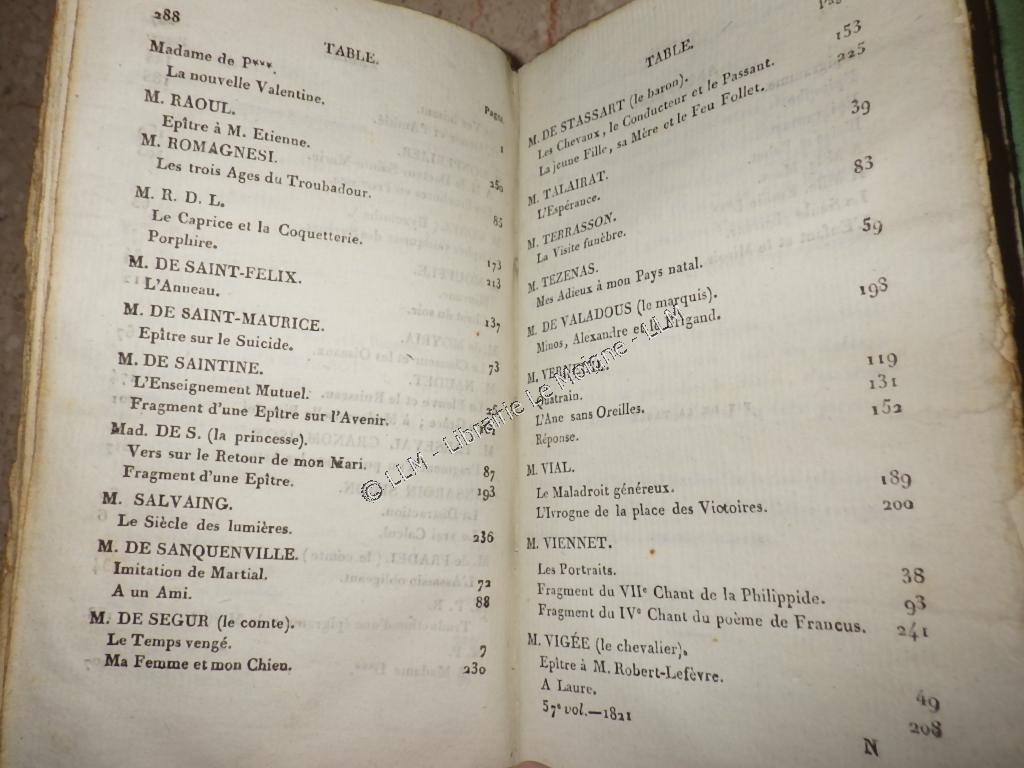 288
TABLE.
Pages
Madame de P***.
La nouvelle Valentine. 1
M. RAOUL.
Epître à M. Etienne. 250
M. ROMAGNESI.
Les trois Ages du Troubadour. 85
M. R. D. L.
Le Caprice et la Coquetterie. 173
Porphire. 213
M. DE SAINT-FELIX.
L'Anneau. 137
M. DE SAINT-MAURICE.
Epître sur le Suicide. 73
M. DE SAINTINE.
L'Enseignement Mutuel.
Fragment d'une Epître sur l'Avenir.
Mad. DE S. (la princesse).
Vers sur le Retour de mon Mari. 87
Fragment d'une Epître. 193
M. SALVAING.
Le Siècle des lumières. 236
M. DE SANQUENVILLE.
Imitation de Martial. 72
A un Ami. 88
M. DE SEGUR (le comte).
Le Temps vengé. 7
Ma Femme et mon Chien. 230
TABLE.
M. DE STASSART (le baron).
Les Chevaux, le Conducteur et le Passant. 153
La jeune Fille, sa Mère et le Feu Follet. 225
M. TALAIRAT.
L'Espérance. 39
M. TERRASSON.
La Visite funèbre. 83
M. TEZENAS.
Mes Adieux à mon Pays natal. 59
M. DE VALADOUS (le marquis).
Minos, Alexandre et le Brigand. 198
M.
Quatrain. 119
L'Ane sans Oreilles. 131
Réponse. 152
M. VIAL.
Le Maladroit généreux. 189
L'Ivrogne de la place des Victoires. 200
M. VIENNET.
Les Portraits. 38
Fragment du VIIe Chant de la Philippide. 93
Fragment du IVe Chant du poème de Francus. 241
M. VIGÉE (le chevalier).
Epître à M. Robert-Lefèvre. 49
A Laure. 208
57e vol.—1821
N
© LLM - Librairie Le Moigne - LLM